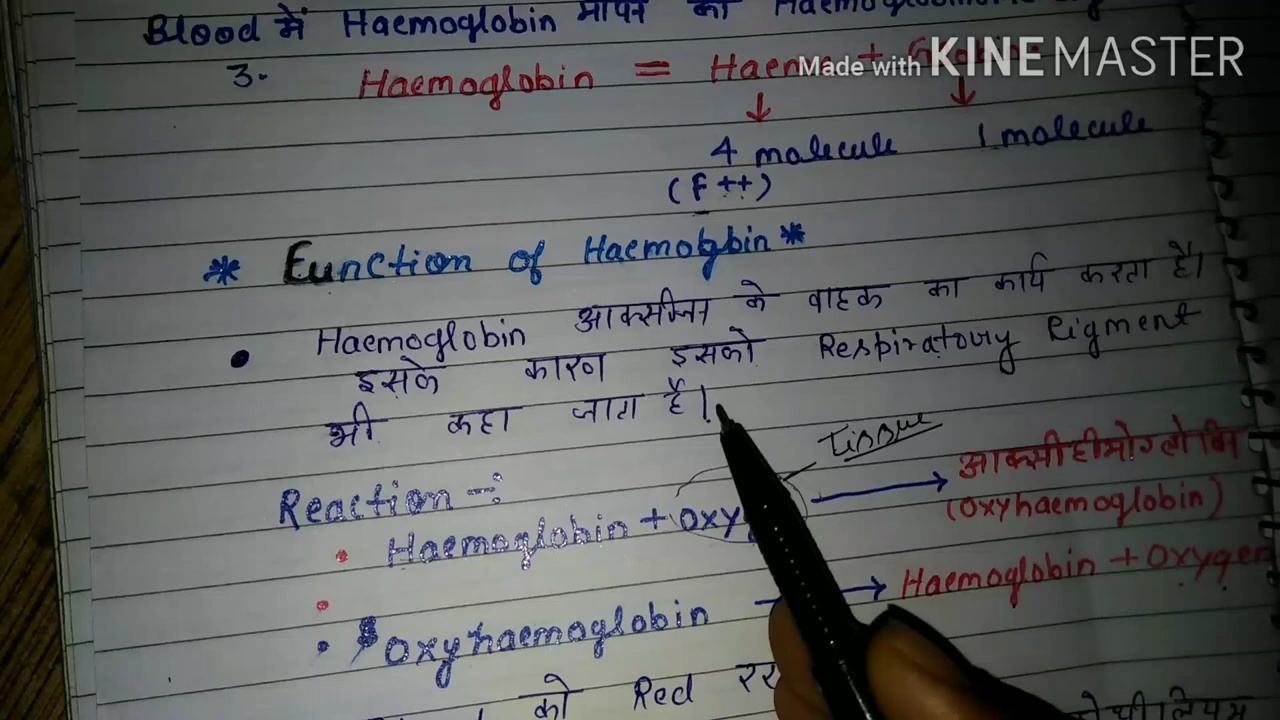 Blood में Haemoglobin मापने का
3. Haemoglobin = Haem +
Made with KINEMASTER
4 molecule 1 molecule
(F++)
* Function of Haemogbin *
Haemoglobin आक्सीजन के वाहक का कार्य करता है।
इसके कारण इसको Respiratory Pigment
भी कहा जाता है।
Tissue
Reaction -:
Haemoglobin + oxy → आक्सीहीमोग्लोबिन
(Oxyhaemoglobin)
oxyhaemoglobin → Haemoglobin + Oxygen
को Red